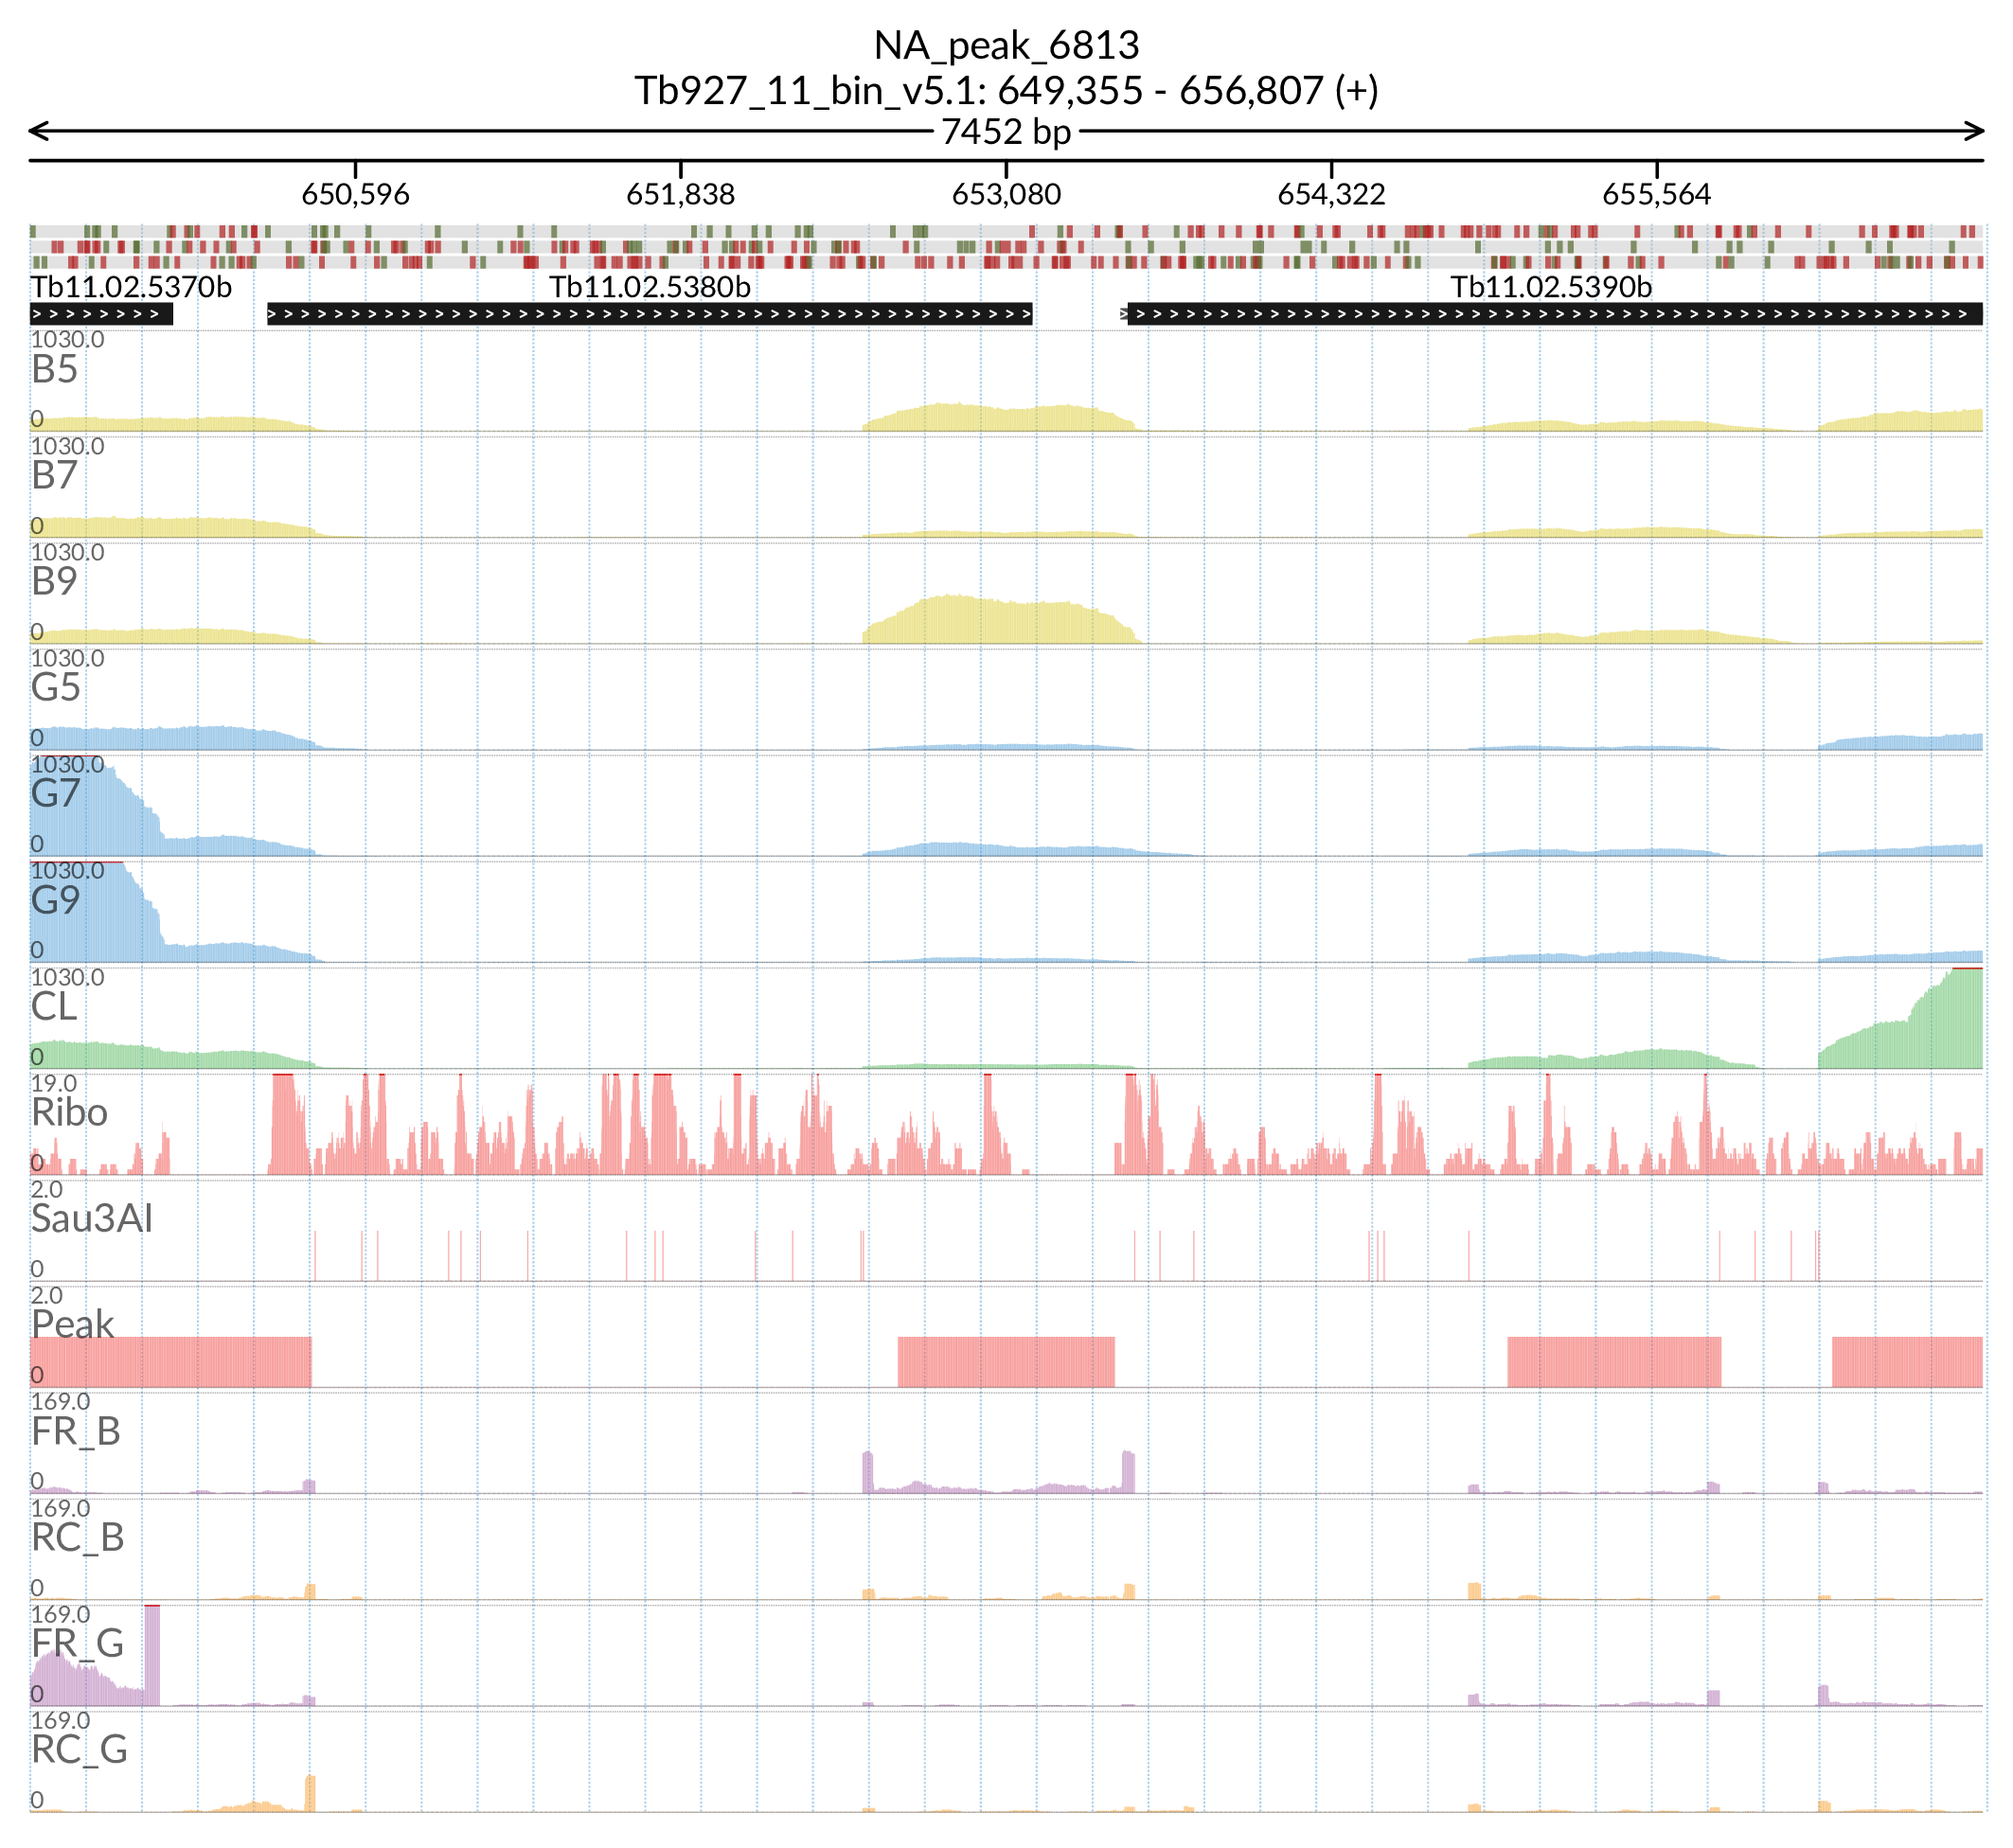 NA_peak_6813
Tb927_11_bin_v5.1: 649,355 - 656,807 (+)
7452 bp
650,596 651,838 653,080 654,322 655,564
Tb11.02.5370b Tb11.02.5380b Tb11.02.5390b
1030.0
B5
0
1030.0
B7
0
1030.0
B9
0
1030.0
G5
0
1030.0
G7
0
1030.0
G9
0
1030.0
CL
0
19.0
Ribo
0
2.0
Sau3AI
0
2.0
Peak
0
169.0
FR_B
0
169.0
RC_B
0
169.0
FR_G
0
169.0
RC_G
0